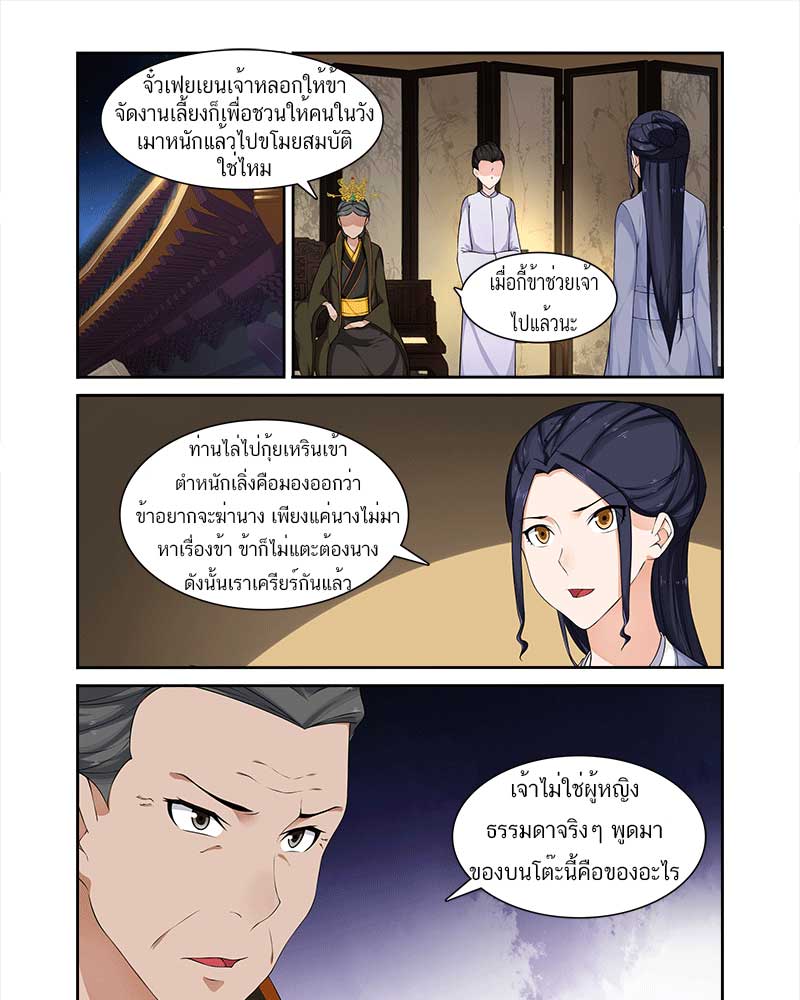 จั๋วเฟยเยนเจ้าหลอกให้ข้า
จัดงานเลี้ยงก็เพื่อชวนให้คนในวัง
เมาหนักแล้วไปขโมยสมบัติ
ใช่ไหม
เมื่อกี้ข้าช่วยเจ้า
ไปแล้วนะ
ท่านไล่ไปกุ้ยเหรินเข้า
ตำหนักเลิ่งคือมองออกว่า
ข้าอยากจะฆ่านาง เพียงแค่นางไม่มา
หาเรื่องข้า ข้าก็ไม่แตะต้องนาง
ดังนั้นเราเครียร์กันแล้ว
เจ้าไม่ใช่ผู้หญิง
ธรรมดาจริงๆ พูดมา
ของบนโต๊ะนี้คือของอะไร